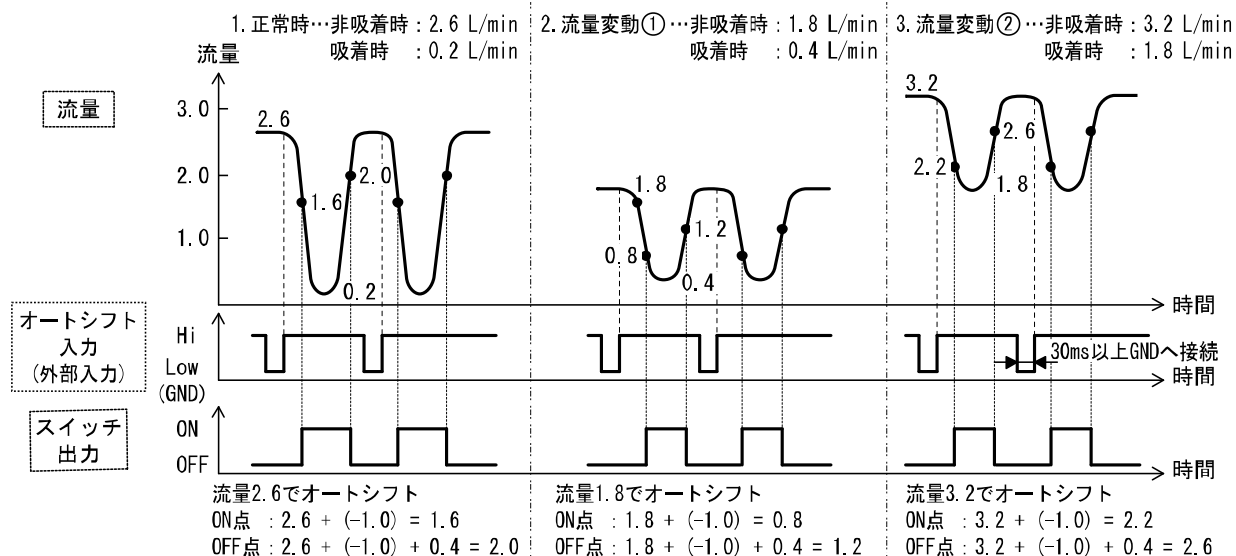 1.正常時…非吸着時：2.6 L/min
吸着時 ：0.2 L/min
2.流量変動①…非吸着時：1.8 L/min
吸着時 ：0.4 L/min
3.流量変動②…非吸着時：3.2 L/min
吸着時 ：1.8 L/min
流量
流量
3.0
2.0
1.0
2.6
1.6
2.0
0.2
1.8
0.8
1.2
0.4
3.2
2.2
2.6
1.8
時間
オートシフト
入力
(外部入力)
Hi
Low
(GND)
30ms以上GNDへ接続
時間
スイッチ
出力
ON
OFF
時間
流量2.6でオートシフト
ON点 ：2.6 + (-1.0) = 1.6
OFF点：2.6 + (-1.0) + 0.4 = 2.0
流量1.8でオートシフト
ON点 ：1.8 + (-1.0) = 0.8
OFF点：1.8 + (-1.0) + 0.4 = 1.2
流量3.2でオートシフト
ON点 ：3.2 + (-1.0) = 2.2
OFF点：3.2 + (-1.0) + 0.4 = 2.6